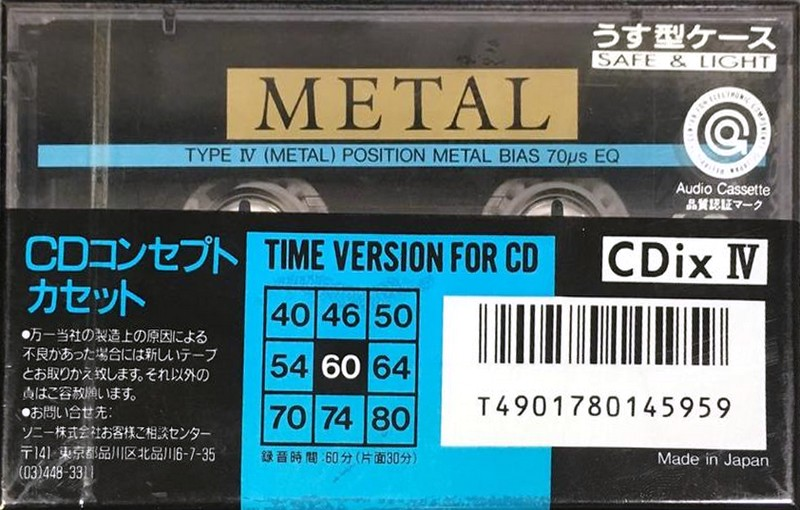 うす型ケース
SAFE & LIGHT
METAL
TYPE Ⅳ (METAL) POSITION METAL BIAS 70μs EQ
Audio Cassette
品質認証マーク
CDコンセプト
カセット
TIME VERSION FOR CD
CDix Ⅳ
40 46 50
54 60 64
70 74 80
録音時間:60分(片面30分)
●万一当社の製造上の原因による
不良があった場合には新しいテープ
とお取りかえ致します。それ以外の
責はご容赦願います。
●お問い合せ先:
ソニー株式会社お客様ご相談センター
〒141 東京都品川区北品川6-7-35
(03)448-3311
T4901780145959
Made in Japan